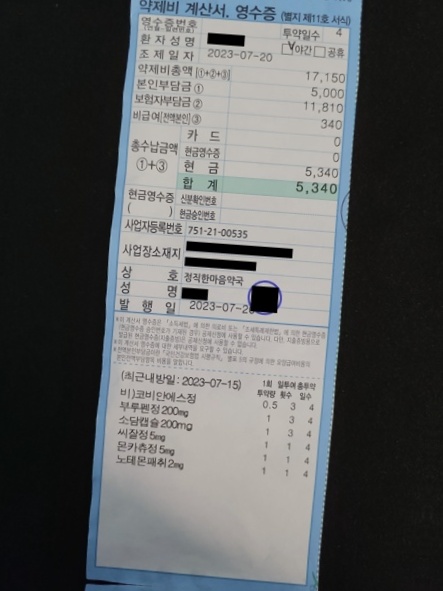 약제비 계산서. 영수증 (별지 제11호 서식)
영수증번호 투약일수 4
환자성명 V야간 공휴
조제일자 2023-07-20
약제비총액(①+②+③) 17,150
본인부담금① 5,000
보험자부담금② 11,810
비급여(전액본인)③ 340
총수납금액 ①+③
카드 0
현금영수증 0
현금 5,340
합계 5,340
현금영수증 ( )
신분확인번호
현금승인번호
사업자등록번호 751-21-00535
사업장소재지
상호 정직한마음약국
성명
발행일 2023-07-2
(최근내방일: 2023-07-15) 1회 투약량 일투여 횟수 총투약 일수
비)코비안에스정 0.5 3 4
부루펜정200mg 1 3 4
소담캡슐200mg 1 3 4
씨잘정5mg 1 1 4
몬카츄정5mg 1 1 4
노테몬패취2mg 1 1 4